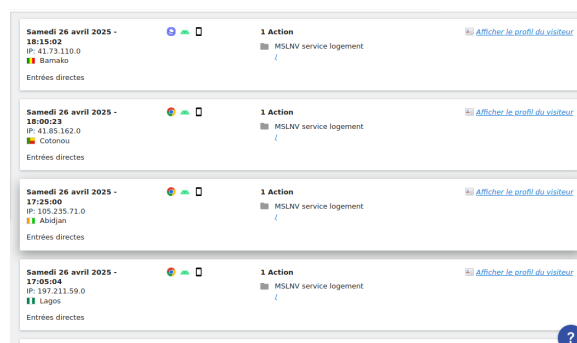 Samedi 26 avril 2025 -
18:15:02
IP: 41.73.110.0
Bamako
Entrées directes
1 Action
MSLNV service logement
/
Afficher le profil du visiteur
Samedi 26 avril 2025 -
18:00:23
IP: 41.85.162.0
Cotonou
Entrées directes
1 Action
MSLNV service logement
/
Afficher le profil du visiteur
Samedi 26 avril 2025 -
17:25:00
IP: 105.235.71.0
Abidjan
Entrées directes
1 Action
MSLNV service logement
/
Afficher le profil du visiteur
Samedi 26 avril 2025 -
17:05:04
IP: 197.211.59.0
Lagos
Entrées directes
1 Action
MSLNV service logement
/
Afficher le profil du visiteur
?